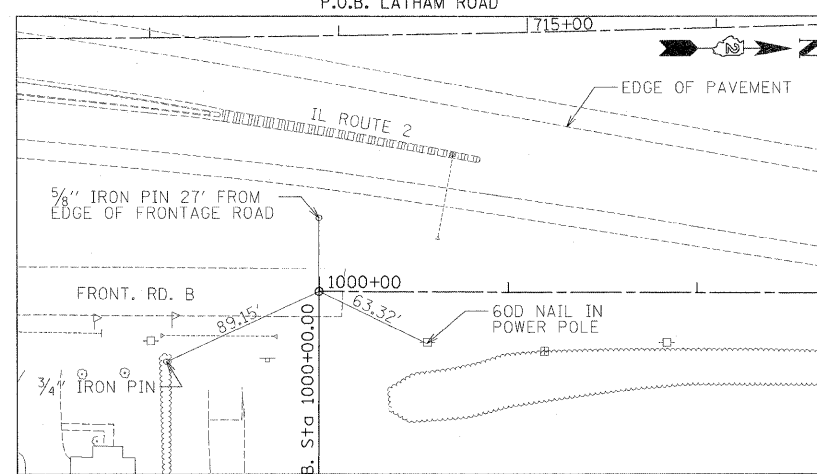 P.O.B. LATHAM ROAD
715+00
N
EDGE OF PAVEMENT
IL ROUTE 2
5/8" IRON PIN 27' FROM
EDGE OF FRONTAGE ROAD
1000+00
FRONT. RD. B
89.15'
63.32'
60D NAIL IN
POWER POLE
3/4" IRON PIN
B. Sta 1000+00.00